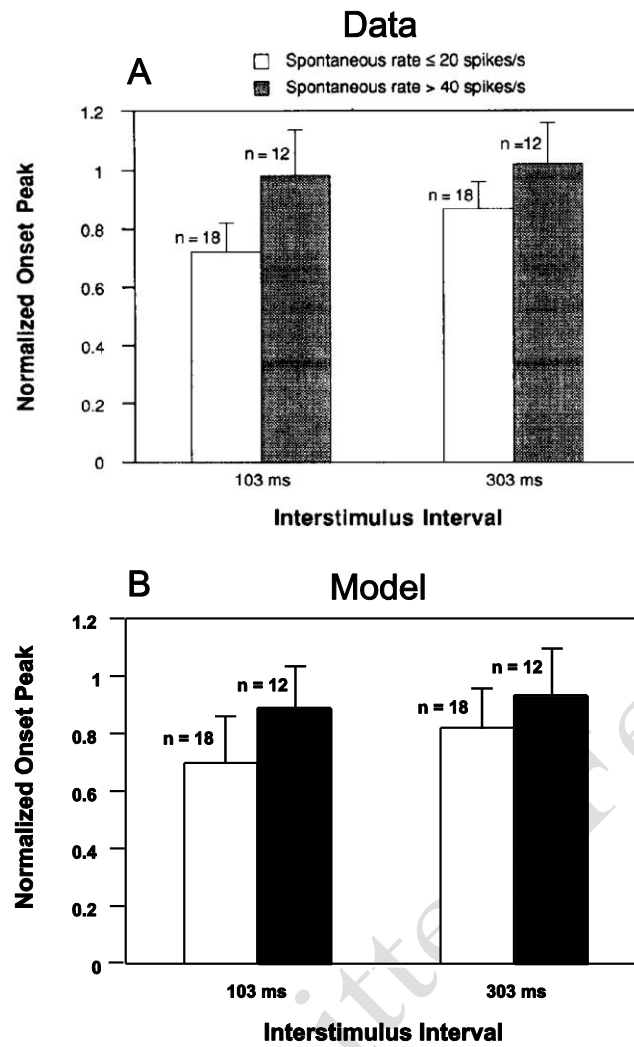 Data
A
Spontaneous rate ≤ 20 spikes/s
Spontaneous rate > 40 spikes/s
Normalized Onset Peak
1.2
1
0.8
0.6
0.4
0.2
0
n = 18
n = 12
n = 18
n =12
103 ms
303 ms
Interstimulus Interval
B
Model
Normalized Onset Peak
1.2
1
0.8
0.6
0.4
0.2
0
n = 18
n = 12
n = 18
n = 12
103 ms
303 ms
Interstimulus Interval